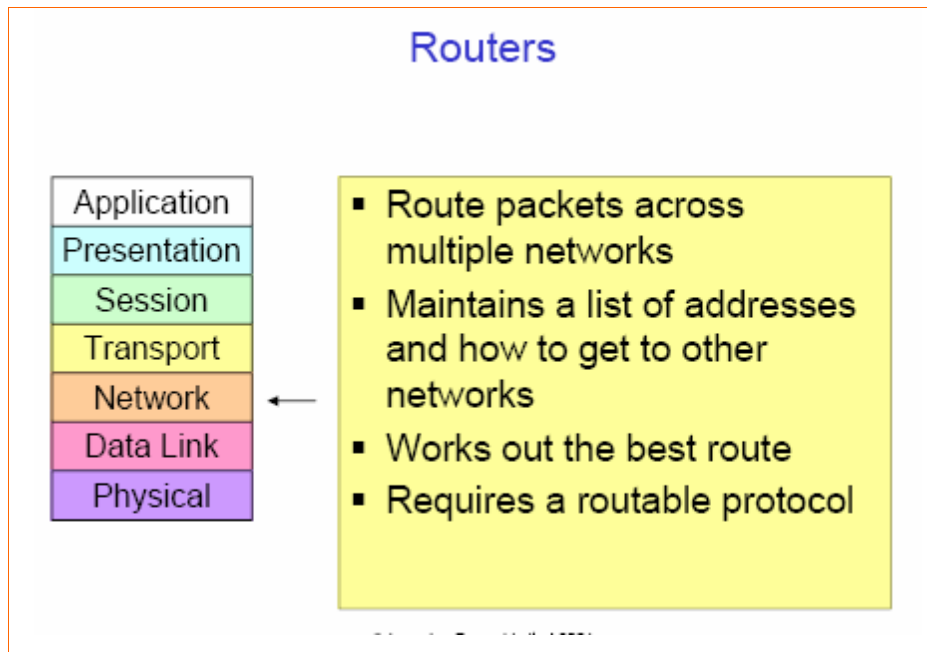 Routers
Application
Presentation
Session
Transport
Network
Data Link
Physical
▪ Route packets across
multiple networks
▪ Maintains a list of addresses
and how to get to other
networks
▪ Works out the best route
▪ Requires a routable protocol